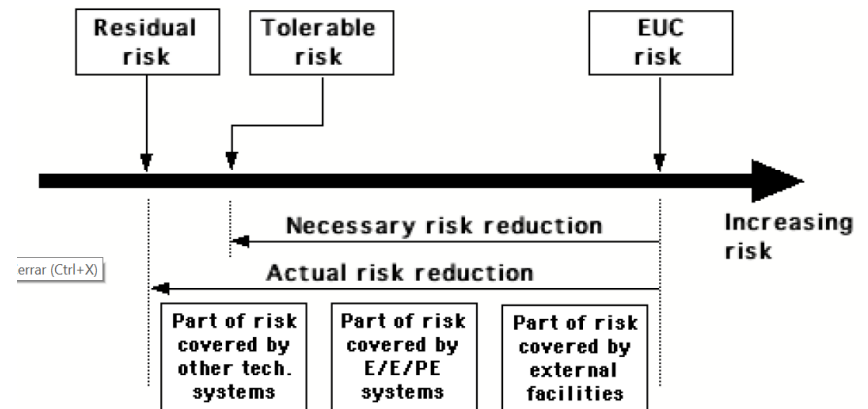 Residual
risk
Tolerable
risk
EUC
risk
Increasing
risk
Necessary risk reduction
errar (Ctrl+X)
Actual risk reduction
Part of risk
covered by
other tech.
systems
Part of risk
covered by
E/E/PE
systems
Part of risk
covered by
external
facilities